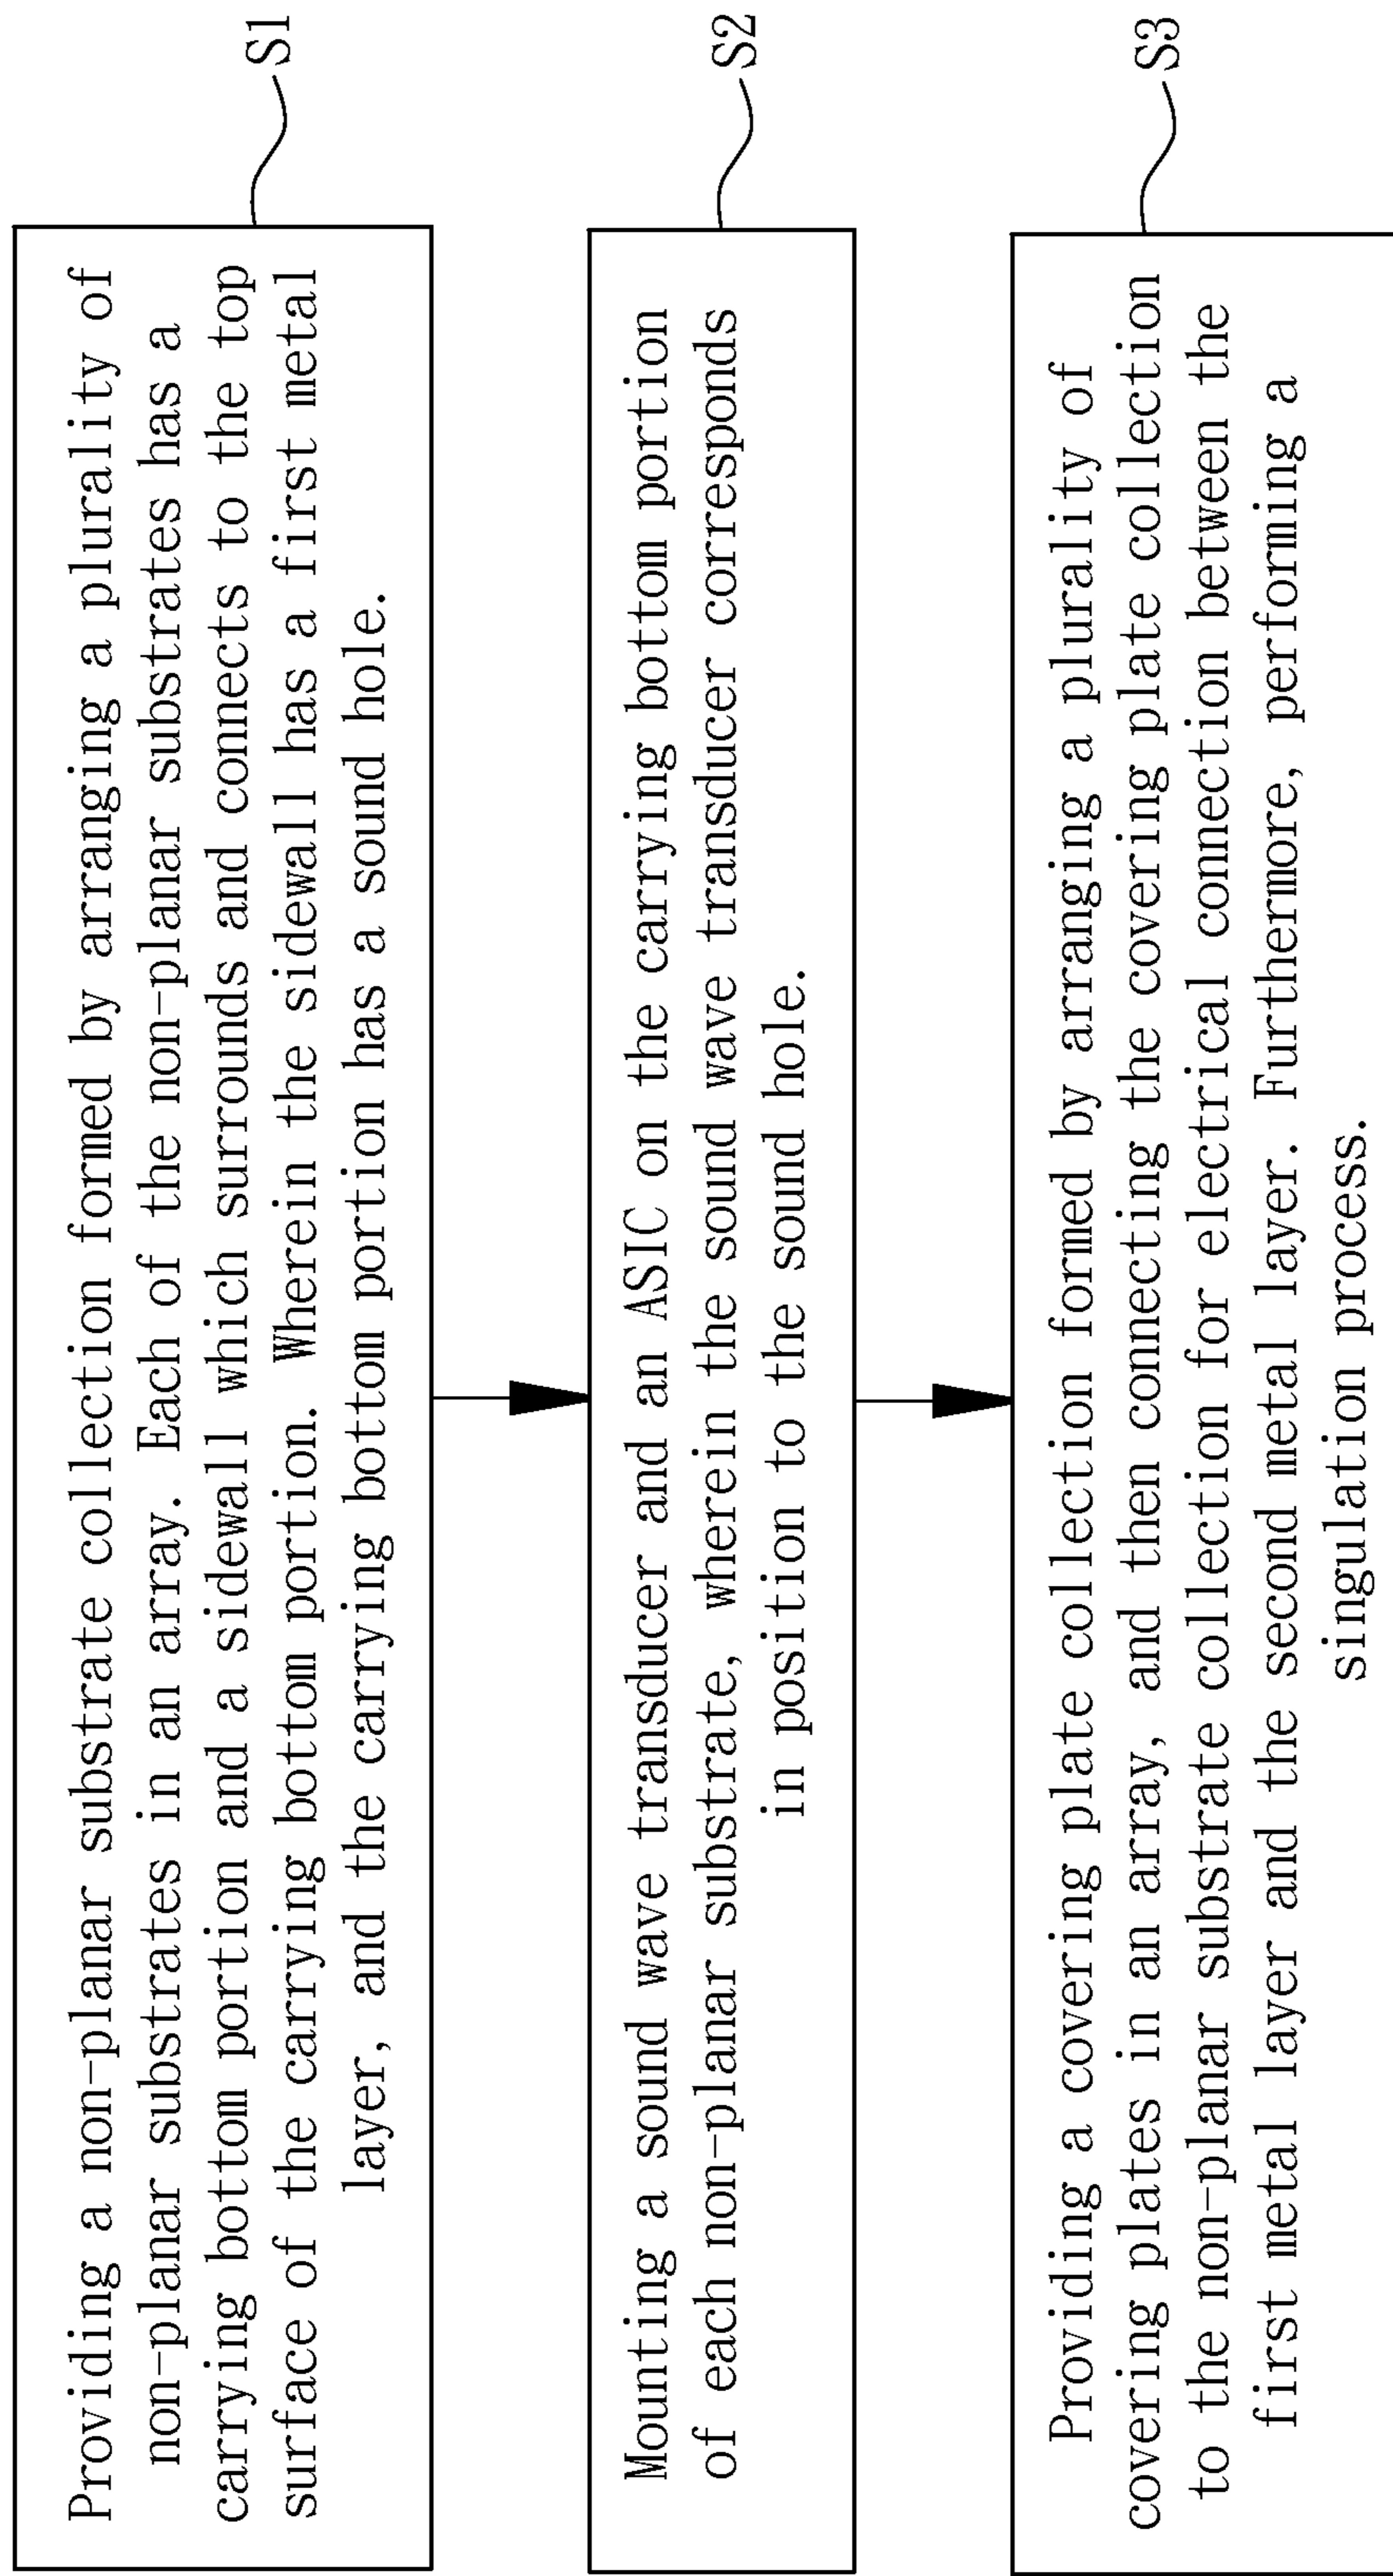 Providing a non-planar substrate collection formed by arranging a plurality of
non-planar substrates in an array. Each of the non-planar substrates has a
carrying bottom portion and a sidewall which surrounds and connects to the top
surface of the carrying bottom portion. Wherein the sidewall has a first metal
layer, and the carrying bottom portion has a sound hole.
S1
Mounting a sound wave transducer and an ASIC on the carrying bottom portion
of each non-planar substrate, wherein the sound wave transducer corresponds
in position to the sound hole.
S2
Providing a covering plate collection formed by arranging a plurality of
covering plates in an array, and then connecting the covering plate collection
to the non-planar substrate collection for electrical connection between the
first metal layer and the second metal layer. Furthermore, performing a
singulation process.
S3